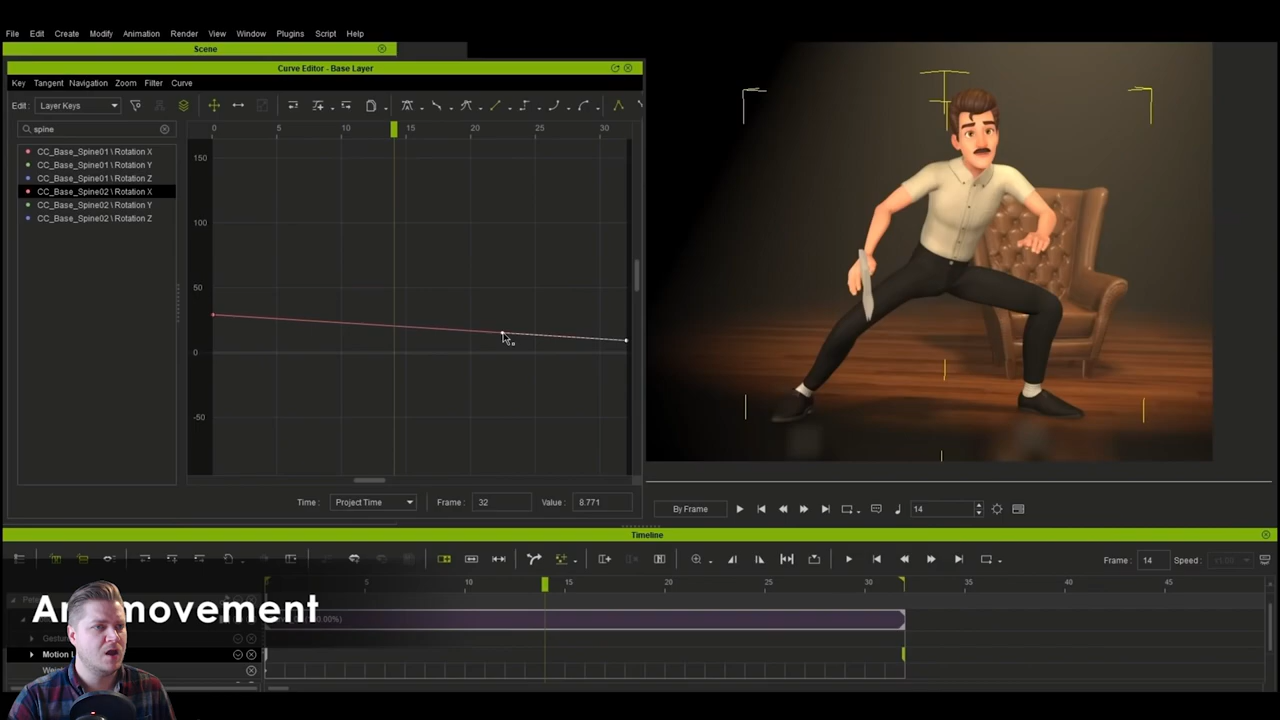 File Edit Create Modify Animation Render View Window Plugins Script Help
Scene
Curve Editor - Base Layer
Key Tangent Navigation Zoom Filter Curve
Edit : Layer Keys
spine
0 5 10 15 20 25 30
CC_Base_Spine01 \ Rotation X
CC_Base_Spine01 \ Rotation Y
CC_Base_Spine01 \ Rotation Z
CC_Base_Spine02 \ Rotation X
CC_Base_Spine02 \ Rotation Y
CC_Base_Spine02 \ Rotation Z
150
100
50
0
-50
Time : Project Time Frame : 32 Value : 8.771
By Frame 14
Timeline
Frame : 14 Speed :
5 10 15 20 25 30 35 40 45
movement
Motion